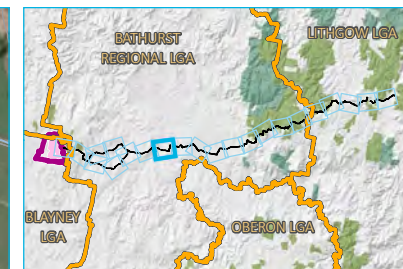 BATHURST
REGIONAL LGA
LITHGOW LGA
BLAYNEY
LGA
OBERON LGA